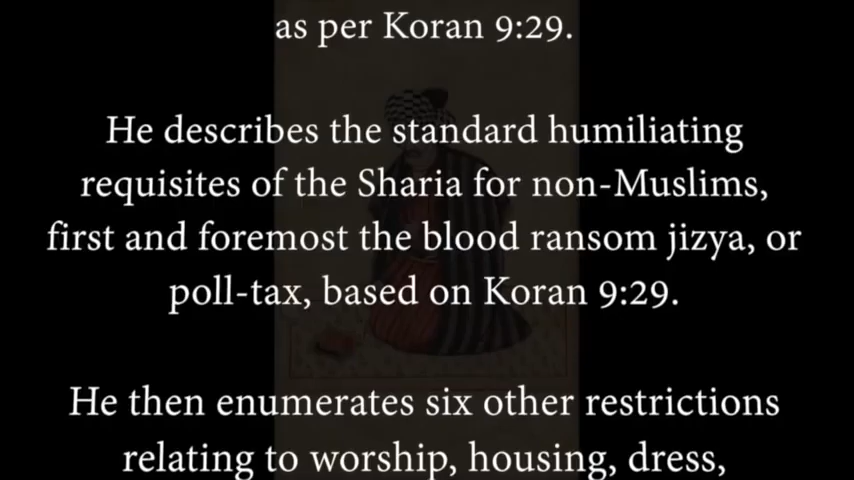 as per Koran 9:29.
He describes the standard humiliating
requisites of the Sharia for non-Muslims,
first and foremost the blood ransom jizya, or
poll-tax, based on Koran 9:29.
He then enumerates six other restrictions
relating to worship, housing, dress,